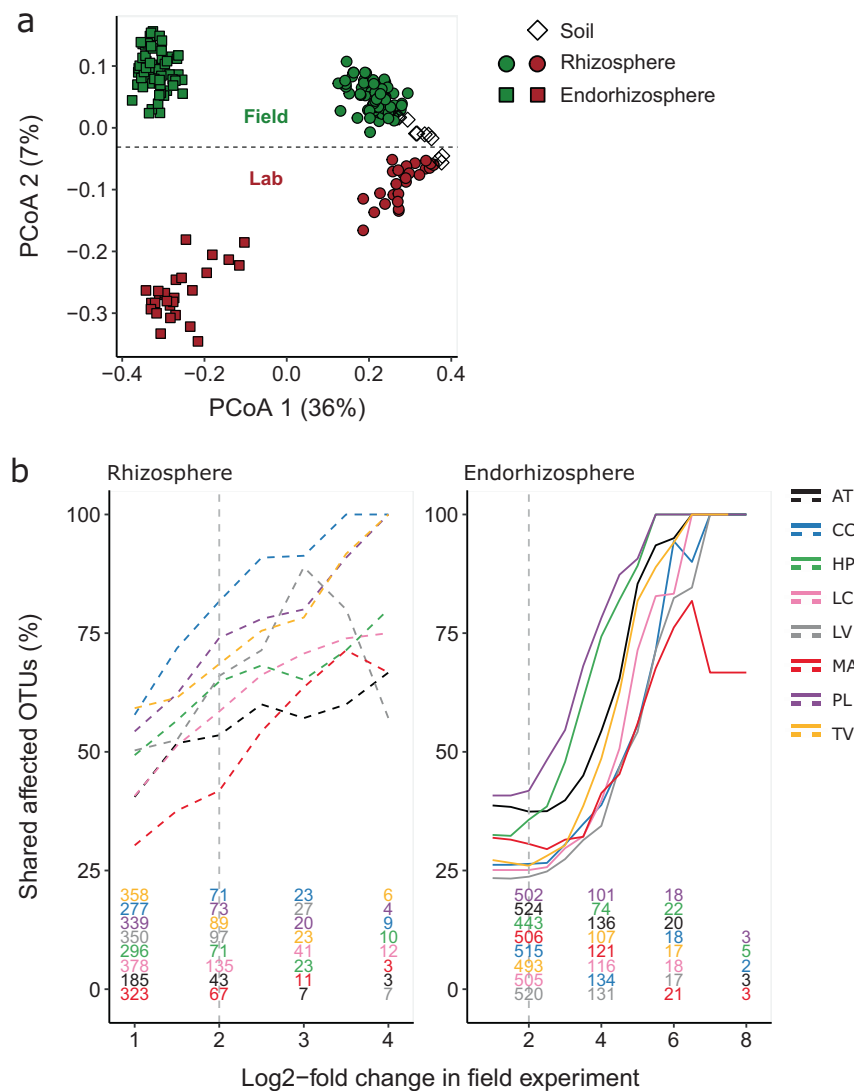 a
Soil
Rhizosphere
Endorhizosphere
PCoA 2 (7%)
0.1
0.0
−0.1
−0.2
−0.3
Field
Lab
−0.4 −0.2 0.0 0.2 0.4
PCoA 1 (36%)
b
Rhizosphere
Endorhizosphere
Shared affected OTUs (%)
100
75
50
25
0
358 71 23 6
277 73 27 4
339 89 20 9
350 97 23 10
296 71 41 12
378 135 23 3
185 43 11 3
323 67 7 7
1 2 3 4
502 101 18
524 74 22
443 136 20
506 107 18 3
515 121 17 5
493 116 18 2
505 134 17 3
520 131 21 3
2 4 6 8
Log2−fold change in field experiment
AT
CC
HP
LC
LV
MA
PL
TV